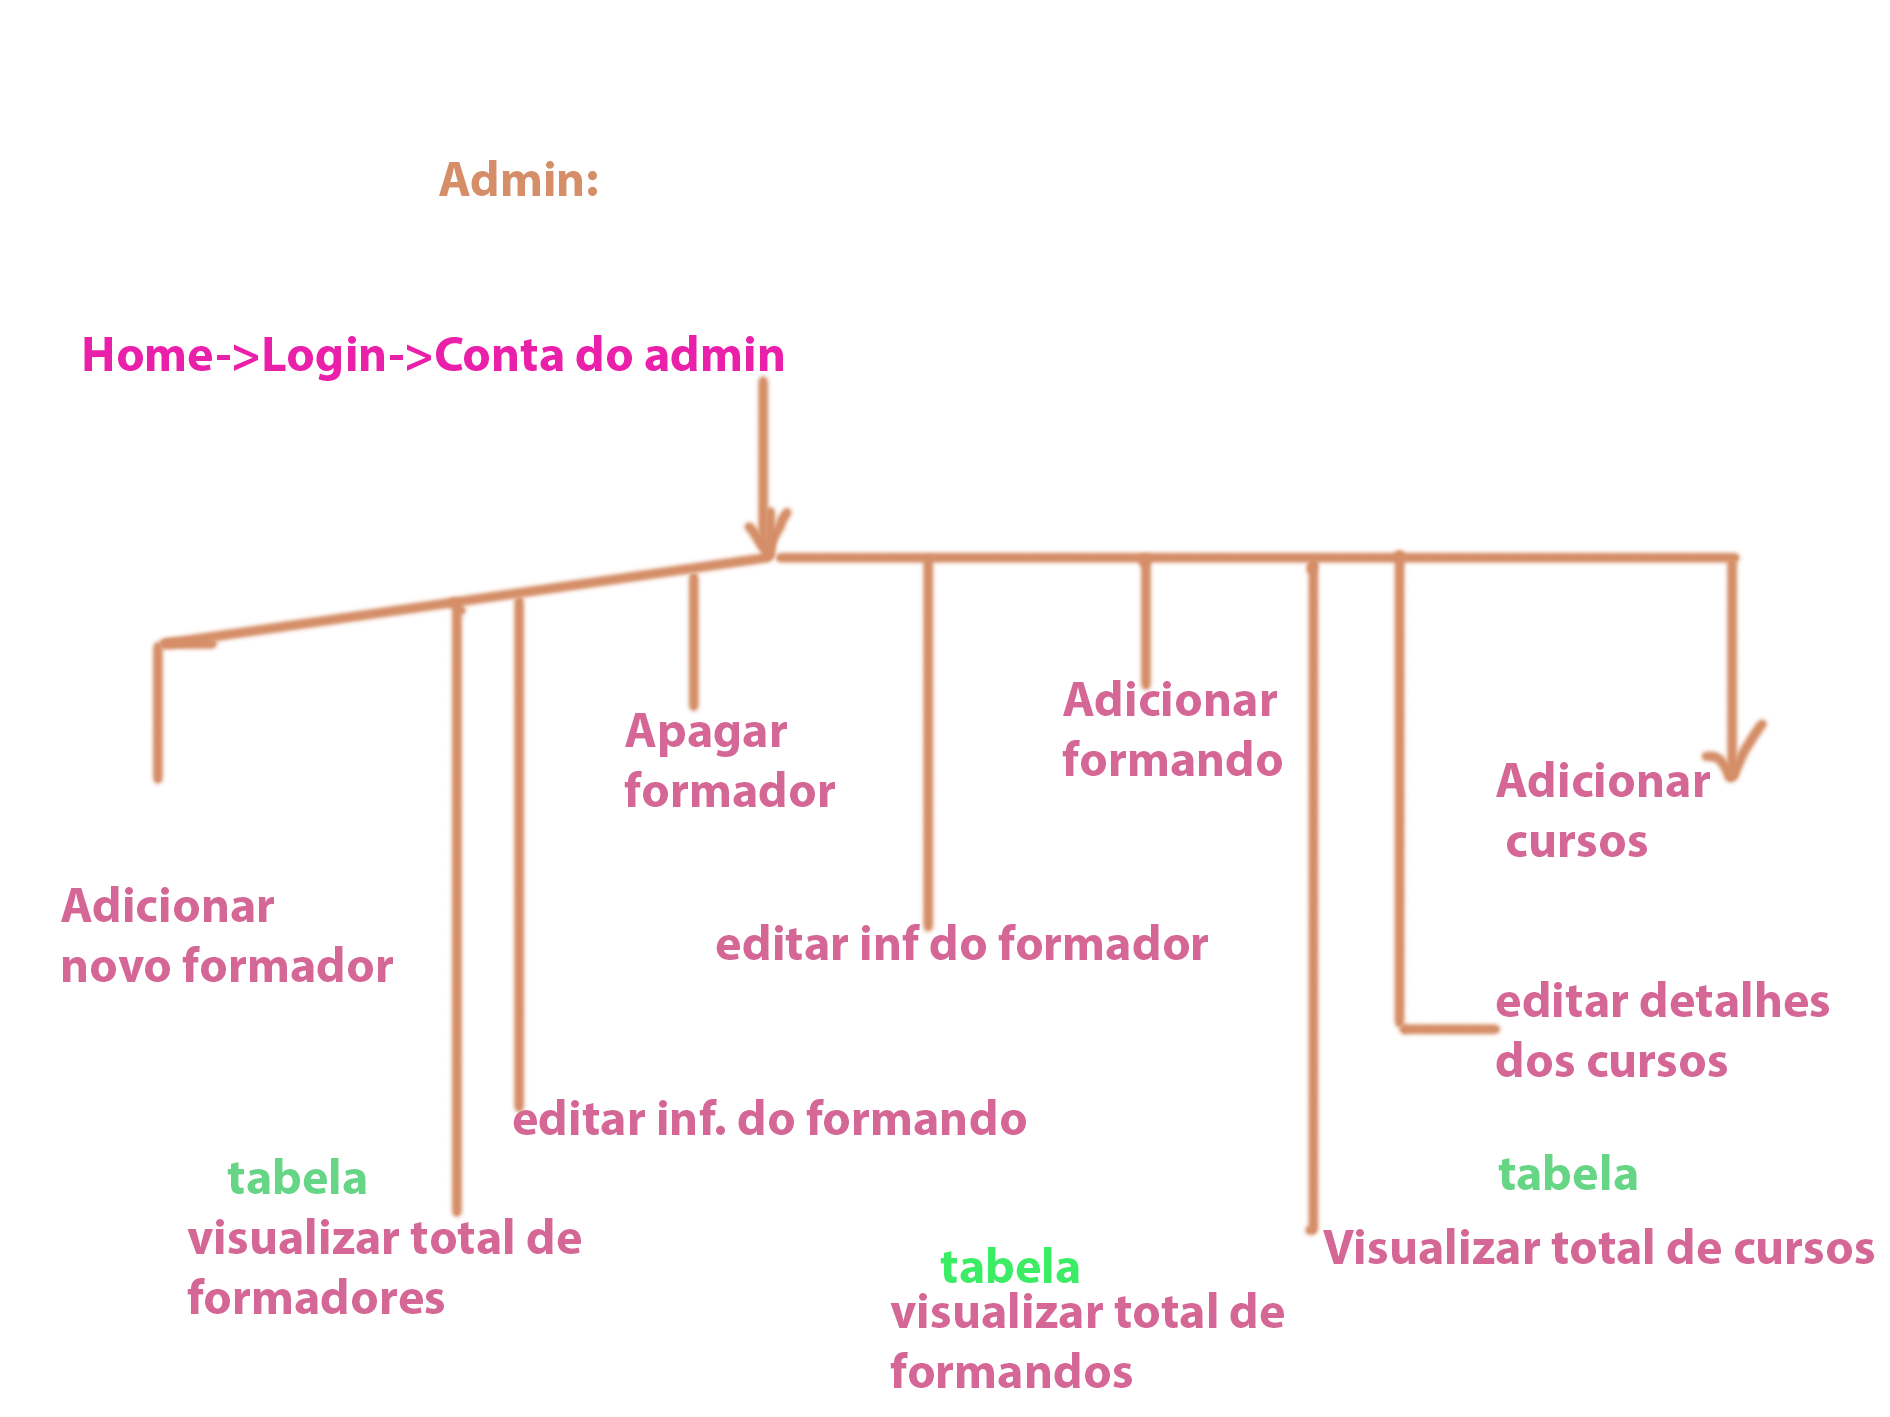 Admin:
Home->Login->Conta do admin
Apagar
formador
Adicionar
formando
Adicionar
cursos
Adicionar
novo formador
editar inf do formador
editar detalhes
dos cursos
editar inf. do formando
tabela
visualizar total de
formadores
tabela
visualizar total de
formandos
tabela
Visualizar total de cursos